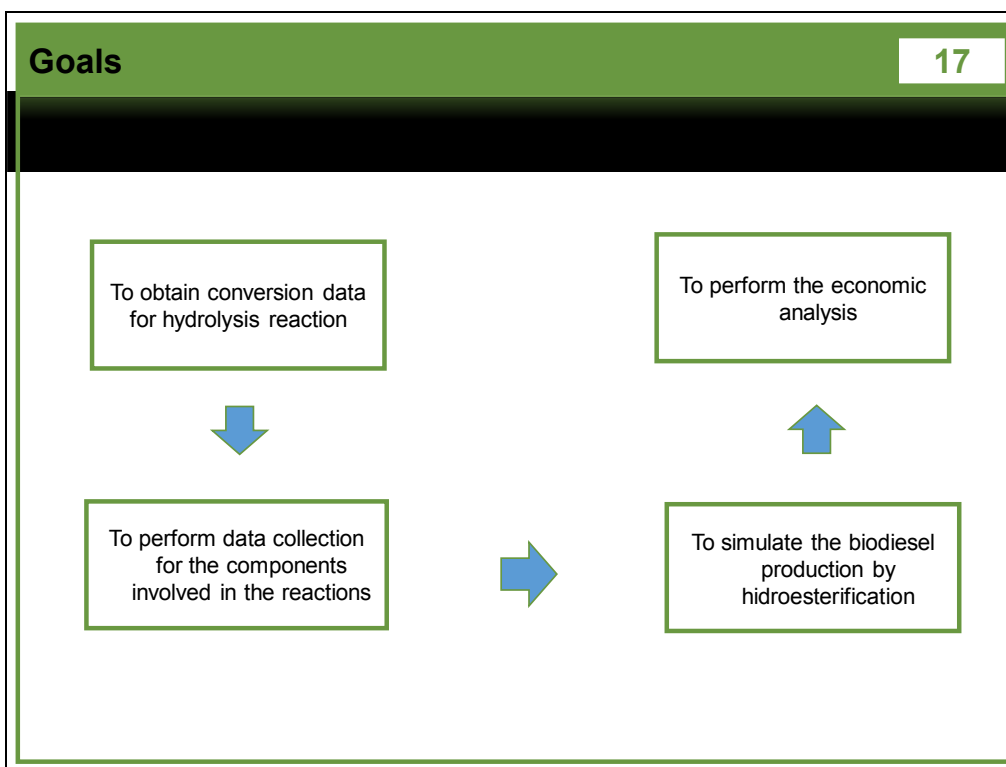 Goals
17
To obtain conversion data
for hydrolysis reaction
To perform data collection
for the components
involved in the reactions
To simulate the biodiesel
production by
hidroesterification
To perform the economic
analysis